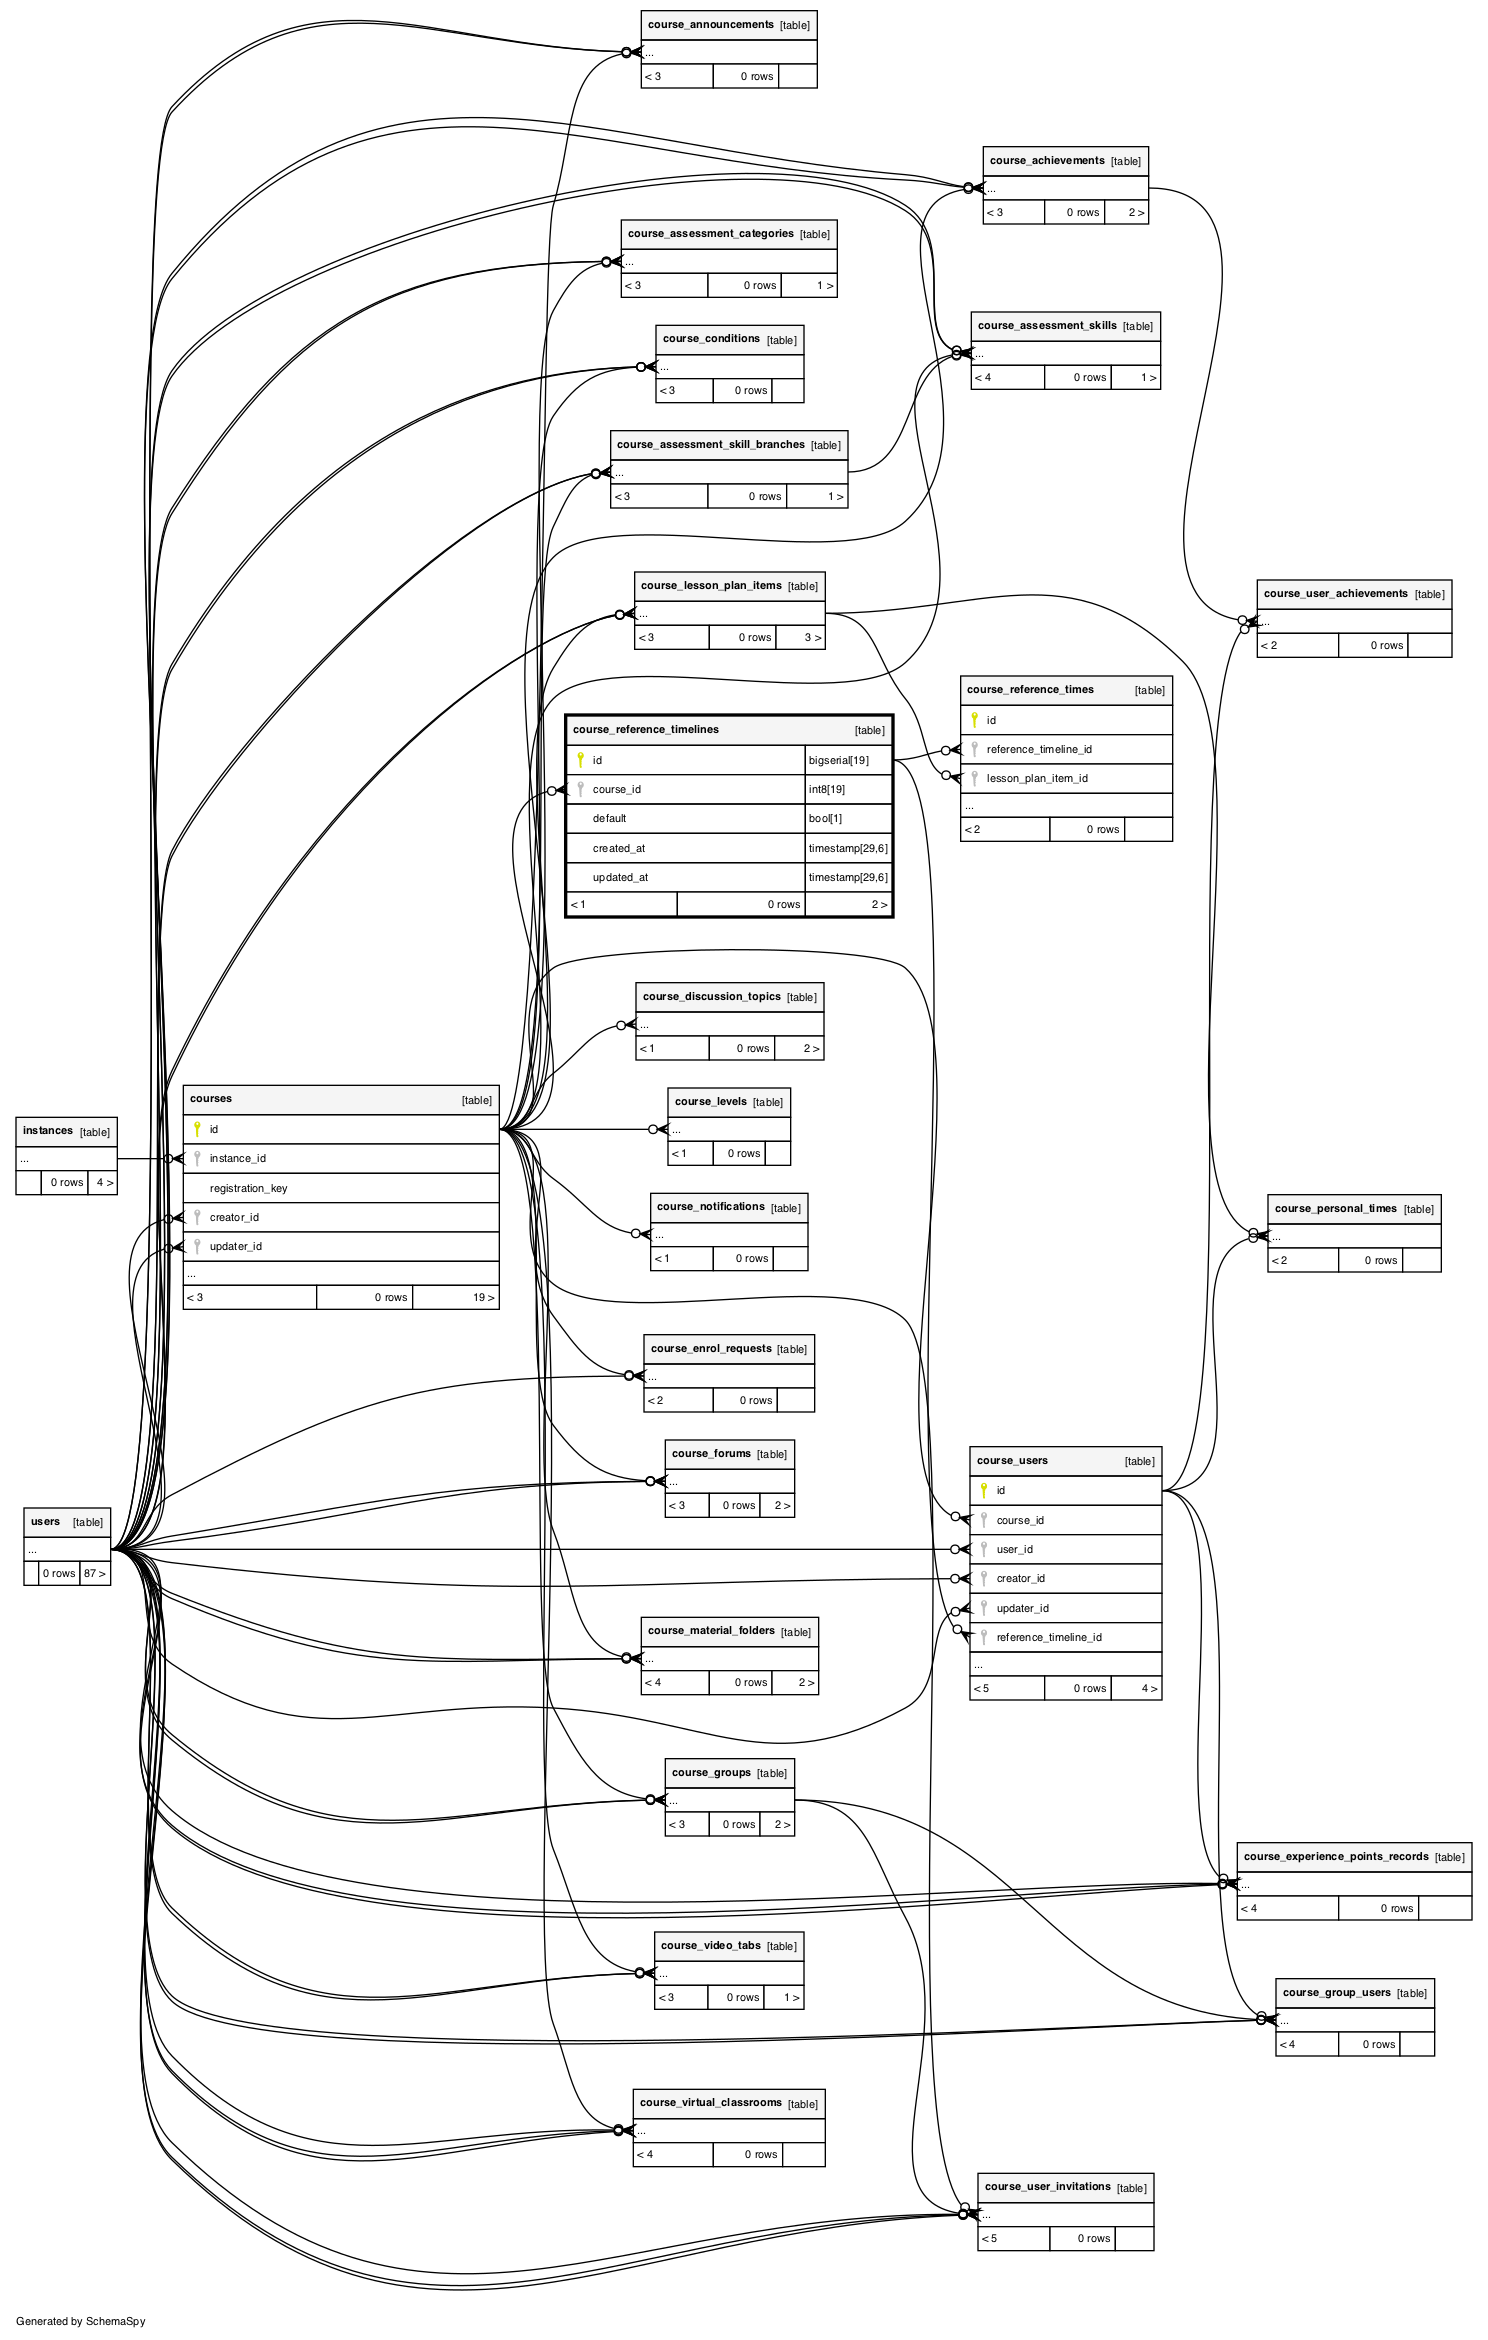 course_announcements [table]
...
< 3 0 rows
course_achievements [table]
...
< 3 0 rows 2 >
course_assessment_categories [table]
...
< 3 0 rows 1 >
course_assessment_skills [table]
...
< 4 0 rows 1 >
course_conditions [table]
...
< 3 0 rows
course_assessment_skill_branches [table]
...
< 3 0 rows 1 >
course_lesson_plan_items [table]
...
< 3 0 rows 3 >
course_user_achievements [table]
...
< 2 0 rows
course_reference_times [table]
id
reference_timeline_id
lesson_plan_item_id
...
< 2 0 rows
course_reference_timelines [table]
id bigserial[19]
course_id int8[19]
default bool[1]
created_at timestamp[29,6]
updated_at timestamp[29,6]
< 1 0 rows 2 >
course_discussion_topics [table]
...
< 1 0 rows 2 >
courses [table]
id
instance_id
registration_key
creator_id
updater_id
...
< 3 0 rows 19 >
course_levels [table]
...
< 1 0 rows
instances [table]
...
0 rows 4 >
course_notifications [table]
...
< 1 0 rows
course_personal_times [table]
...
< 2 0 rows
course_enrol_requests [table]
...
< 2 0 rows
course_forums [table]
...
< 3 0 rows 2 >
course_users [table]
id
course_id
user_id
creator_id
updater_id
reference_timeline_id
...
< 5 0 rows 4 >
users [table]
...
0 rows 87 >
course_material_folders [table]
...
< 4 0 rows 2 >
course_groups [table]
...
< 3 0 rows 2 >
course_experience_points_records [table]
...
< 4 0 rows
course_video_tabs [table]
...
< 3 0 rows 1 >
course_group_users [table]
...
< 4 0 rows
course_virtual_classrooms [table]
...
< 4 0 rows
course_user_invitations [table]
...
< 5 0 rows
Generated by SchemaSpy